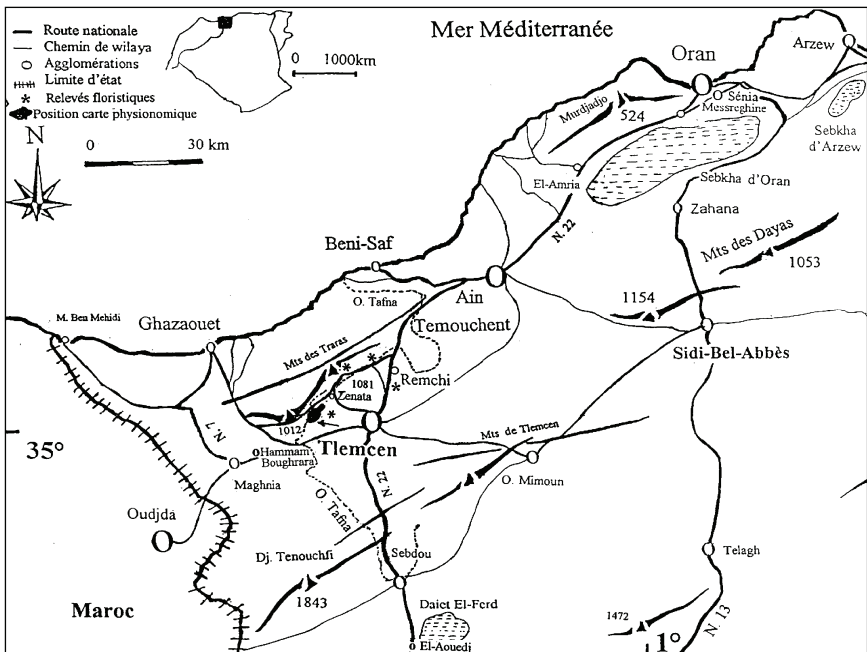 Route nationale
Chemin de wilaya
Agglomérations
Limite d'état
Relevés floristiques
Position carte physionomique
0 1000km
Mer Méditerranée
N
0 30 km
Oran
Arzew
Sénia
Messreghine
Murdjadjo
524
Sebkha
d'Arzew
El-Amria
Sebkha d'Oran
Zahana
N. 22
Mts des Dayas
1053
Beni-Saf
Ain
Temouchent
O. Tafna
1154
Sidi-Bel-Abbès
M. Ben Mehidi
Ghazaouet
Mts des Traras
1081
Remchi
Zenata
1012
Tlemcen
Mts de Tlemcen
35°
N. 7
Hammam
Boughrara
Maghnia
O. Mimoun
Oudjda
O. Tafna
N. 22
Dj. Tenouchfi
Sebdou
Telagh
1843
Maroc
Daiet El-Ferd
El-Aouedj
1472
1°
N. 13